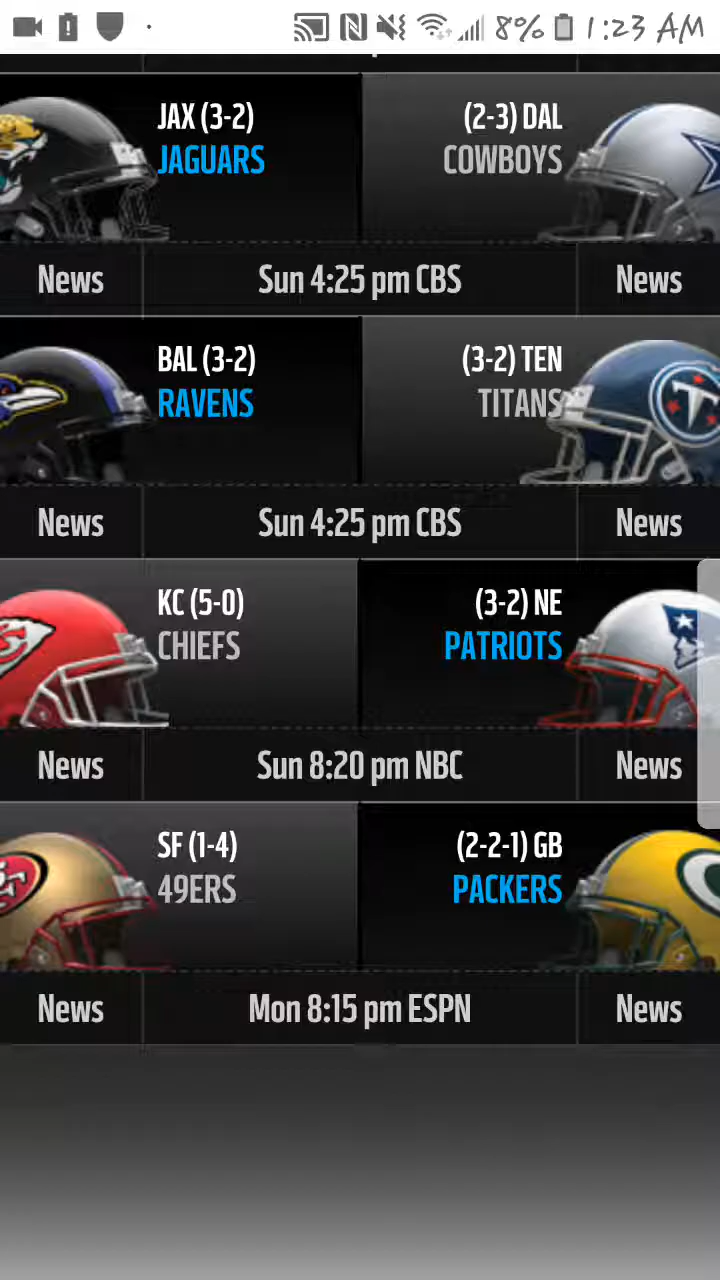 8% 1:23 AM
JAX (3-2) (2-3) DAL
JAGUARS COWBOYS
News Sun 4:25 pm CBS News
BAL (3-2) (3-2) TEN
RAVENS TITANS
News Sun 4:25 pm CBS News
KC (5-0) (3-2) NE
CHIEFS PATRIOTS
News Sun 8:20 pm NBC News
SF (1-4) (2-2-1) GB
49ERS PACKERS
News Mon 8:15 pm ESPN News